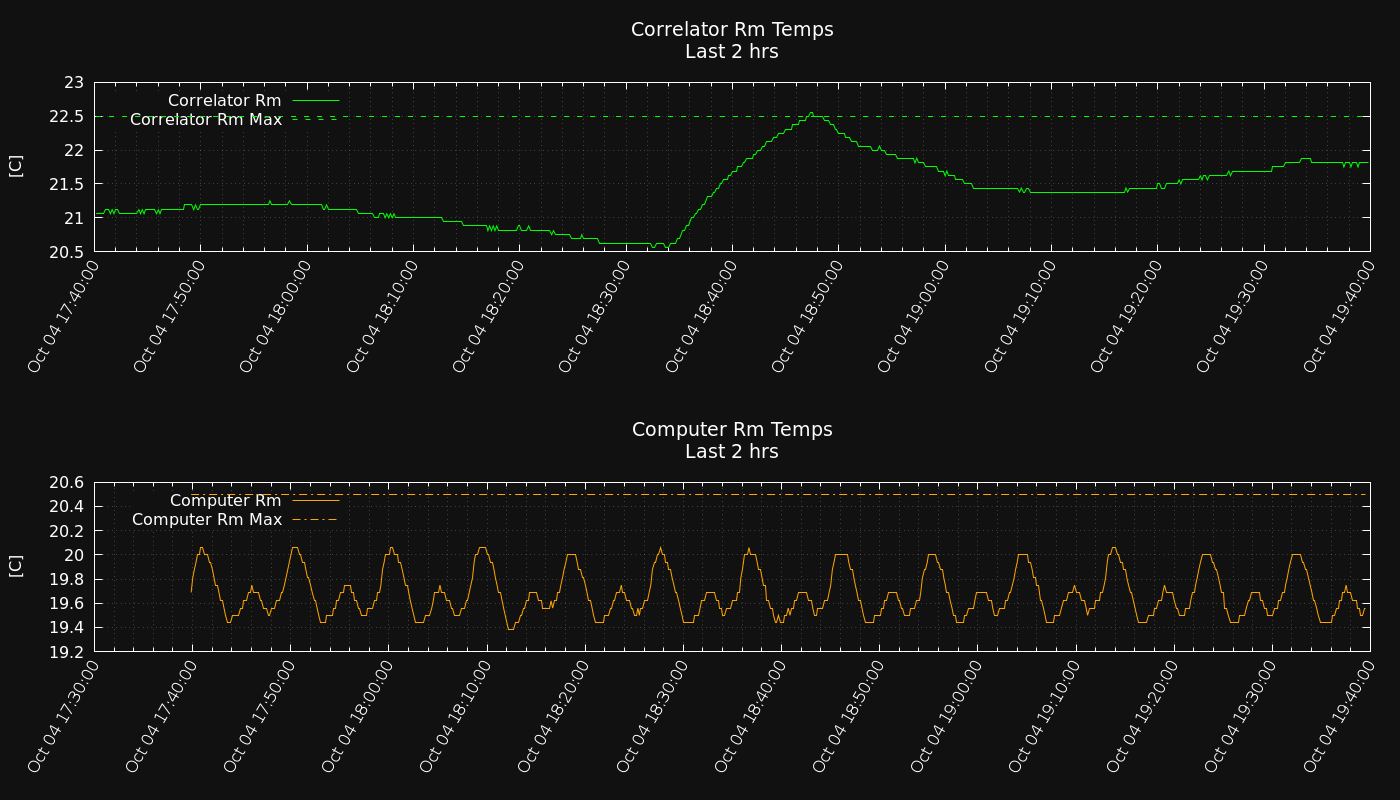 Correlator Rm Temps
Last 2 hrs
23
22.5
22
21.5
21
20.5
[C]
Correlator Rm
Correlator Rm Max
Oct 04 17:40:00
Oct 04 17:50:00
Oct 04 18:00:00
Oct 04 18:10:00
Oct 04 18:20:00
Oct 04 18:30:00
Oct 04 18:40:00
Oct 04 18:50:00
Oct 04 19:00:00
Oct 04 19:10:00
Oct 04 19:20:00
Oct 04 19:30:00
Oct 04 19:40:00
Computer Rm Temps
Last 2 hrs
20.6
20.4
20.2
20
19.8
19.6
19.4
19.2
[C]
Computer Rm
Computer Rm Max
Oct 04 17:30:00
Oct 04 17:40:00
Oct 04 17:50:00
Oct 04 18:00:00
Oct 04 18:10:00
Oct 04 18:20:00
Oct 04 18:30:00
Oct 04 18:40:00
Oct 04 18:50:00
Oct 04 19:00:00
Oct 04 19:10:00
Oct 04 19:20:00
Oct 04 19:30:00
Oct 04 19:40:00